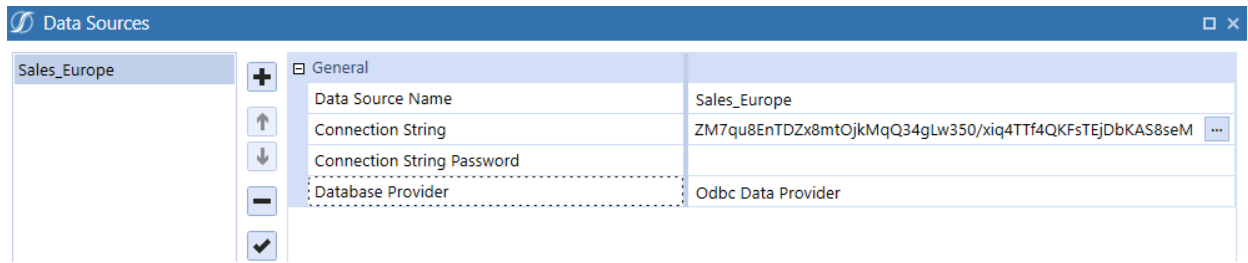 Data Sources
Sales_Europe
General
Data Source Name Sales_Europe
Connection String ZM7qu8EnTDZx8mtOjkMqQ34gLw350/xiq4TTf4QKFsTEjDbKAS8seM ...
Connection String Password
Database Provider Odbc Data Provider